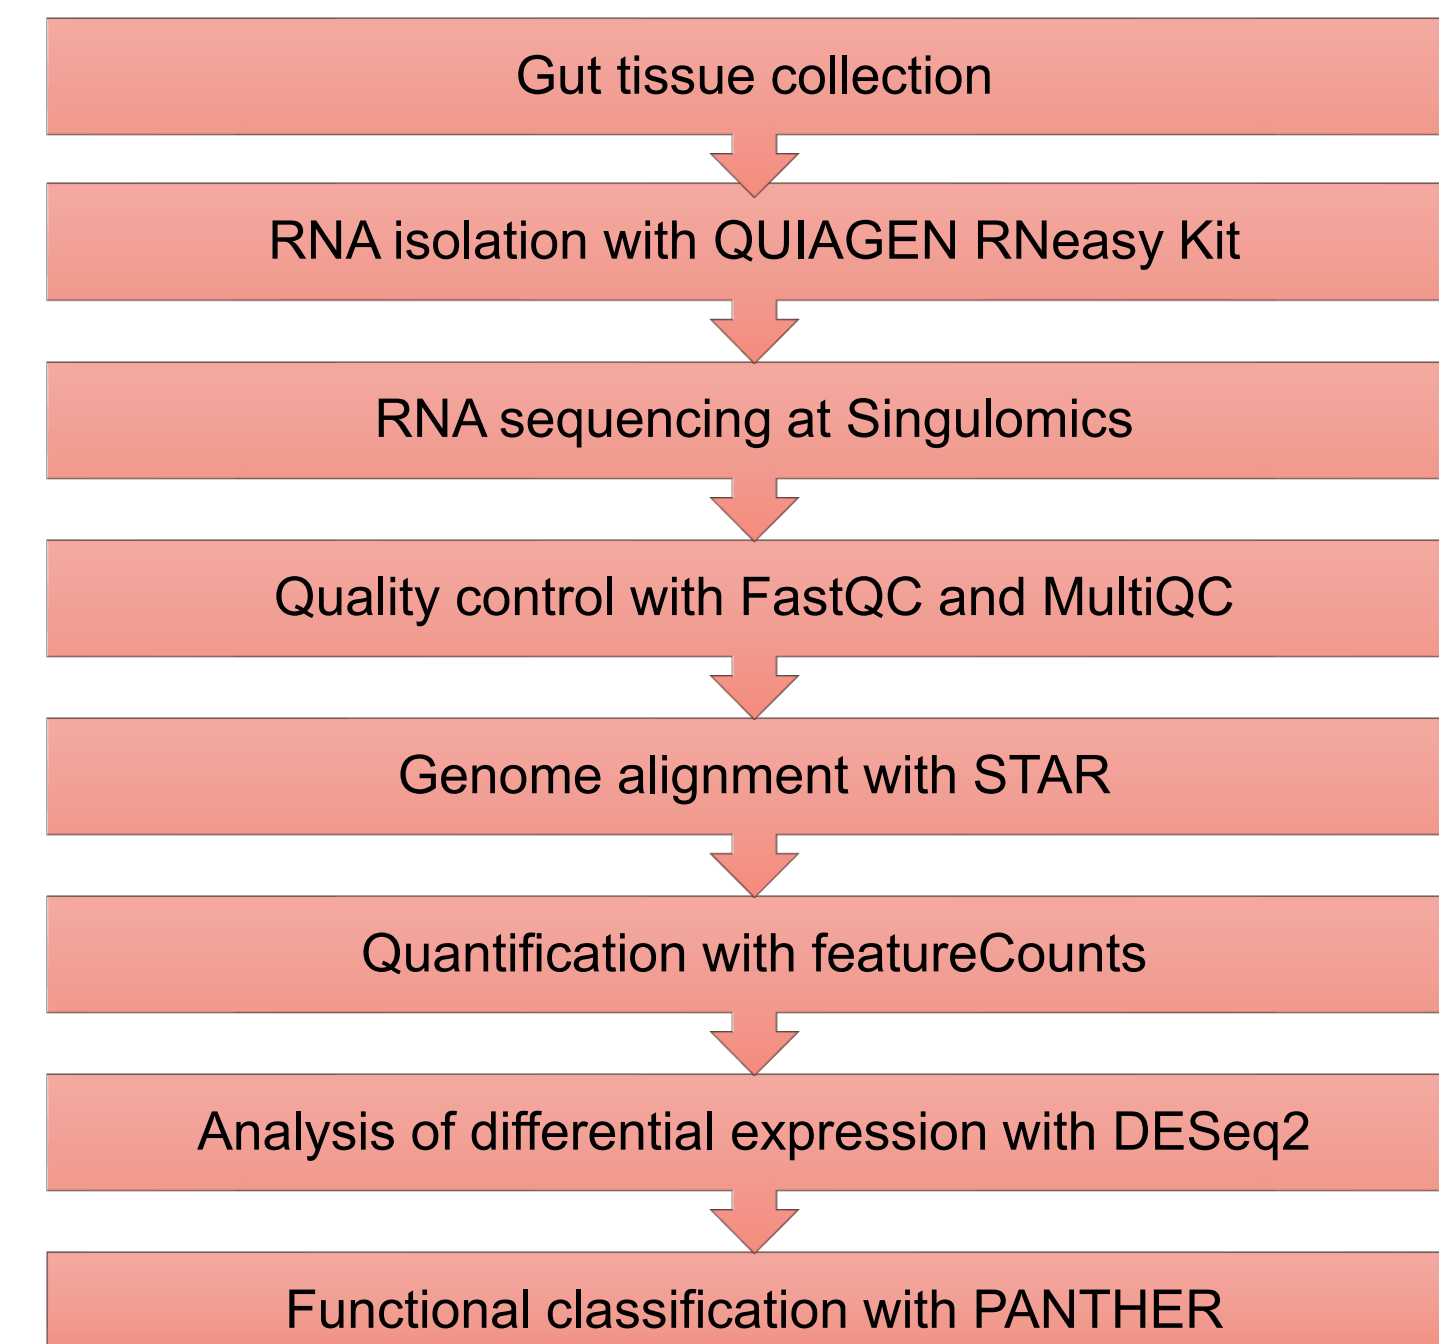 Gut tissue collection
RNA isolation with QUIAGEN RNeasy Kit
RNA sequencing at Singulomics
Quality control with FastQC and MultiQC
Genome alignment with STAR
Quantification with featureCounts
Analysis of differential expression with DESeq2
Functional classification with PANTHER